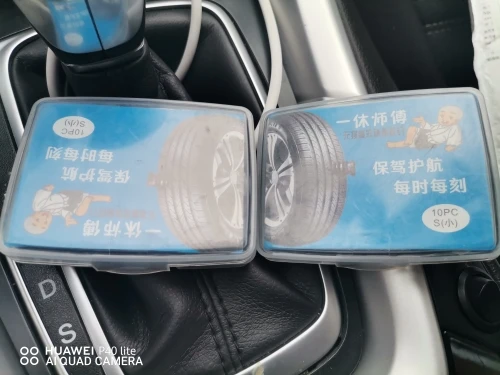 10PC
S(小)
保驾护航
每时每刻
一休师傅
一休师傅
保驾护航
每时每刻
10PC
S(小)
D
S
HUAWEI P40 lite
AI QUAD CAMERA